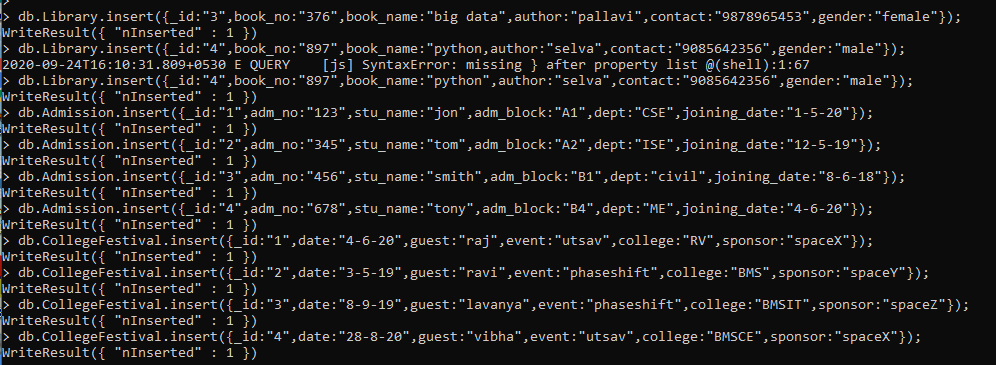 >
> db.Library.insert({_id:"3",book_no:"376",book_name:"big data",author:"pallavi",contact:"9878965453",gender:"female"});
WriteResult({ "nInserted" : 1 })
> db.Library.insert({_id:"4",book_no:"897",book_name:"python,author:"selva",contact:"9085642356",gender:"male"});
2020-09-24T16:10:31.809+0530 E QUERY    [js] SyntaxError: missing } after property list @(shell):1:67
> db.Library.insert({_id:"4",book_no:"897",book_name:"python",author:"selva",contact:"9085642356",gender:"male"});
WriteResult({ "nInserted" : 1 })
> db.Admission.insert({_id:"1",adm_no:"123",stu_name:"jon",adm_block:"A1",dept:"CSE",joining_date:"1-5-20"});
WriteResult({ "nInserted" : 1 })
> db.Admission.insert({_id:"2",adm_no:"345",stu_name:"tom",adm_block:"A2",dept:"ISE",joining_date:"12-5-19"});
WriteResult({ "nInserted" : 1 })
> db.Admission.insert({_id:"3",adm_no:"456",stu_name:"smith",adm_block:"B1",dept:"civil",joining_date:"8-6-18"});
WriteResult({ "nInserted" : 1 })
> db.Admission.insert({_id:"4",adm_no:"678",stu_name:"tony",adm_block:"B4",dept:"ME",joining_date:"4-6-20"});
WriteResult({ "nInserted" : 1 })
> db.CollegeFestival.insert({_id:"1",date:"4-6-20",guest:"raj",event:"utsav",college:"RV",sponsor:"spaceX"});
WriteResult({ "nInserted" : 1 })
> db.CollegeFestival.insert({_id:"2",date:"3-5-19",guest:"ravi",event:"phaseshift",college:"BMS",sponsor:"spaceY"});
WriteResult({ "nInserted" : 1 })
> db.CollegeFestival.insert({_id:"3",date:"8-9-19",guest:"lavanya",event:"phaseshift",college:"BMSIT",sponsor:"spaceZ"});
WriteResult({ "nInserted" : 1 })
> db.CollegeFestival.insert({_id:"4",date:"28-8-20",guest:"vibha",event:"utsav",college:"BMSCE",sponsor:"spaceX"});
WriteResult({ "nInserted" : 1 })